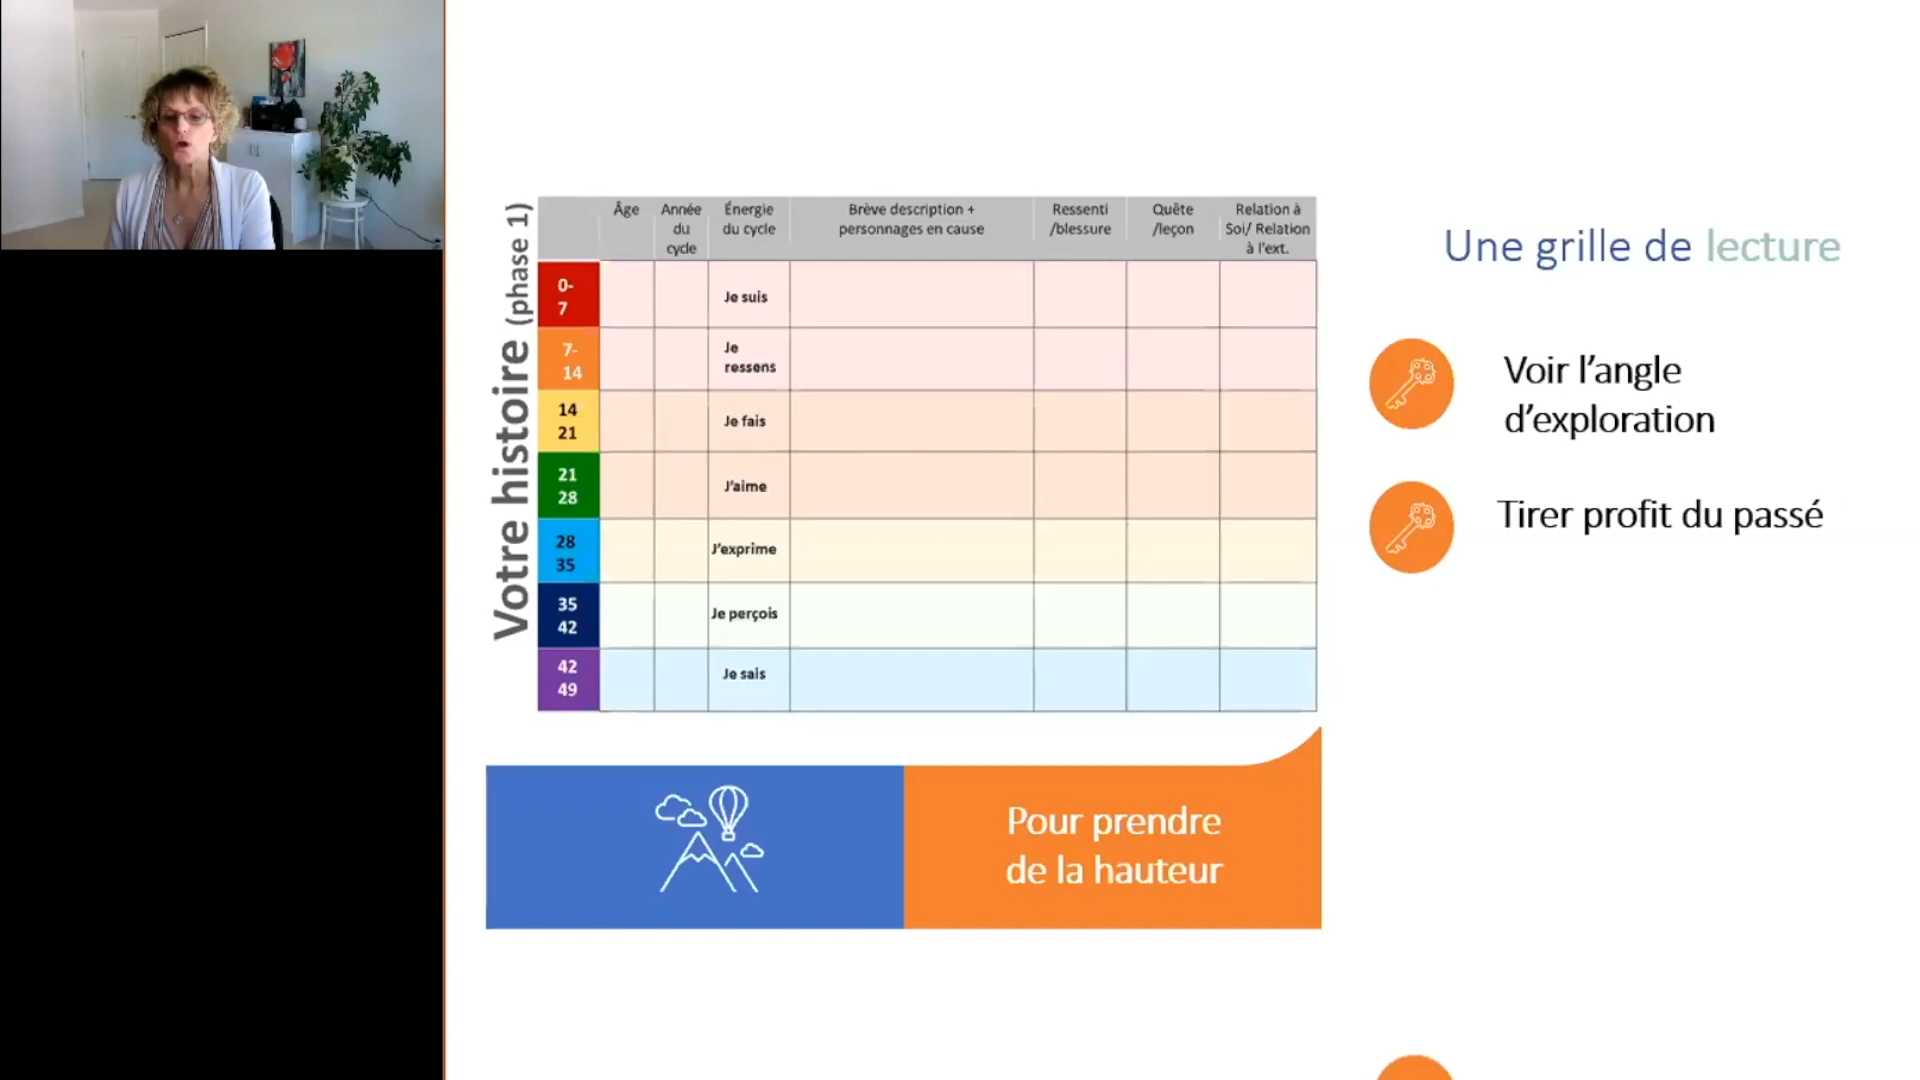 Votre histoire (phase 1)
Âge
Année
du
cycle
Énergie
du cycle
Brève description +
personnages en cause
Ressenti
/blessure
Quête
/leçon
Relation à
Soi/ Relation
à l'ext.
0-
7
Je suis
7-
14
Je
ressens
14
21
Je fais
21
28
J'aime
28
35
J'exprime
35
42
Je perçois
42
49
Je sais
Pour prendre
de la hauteur
Une grille de lecture
Voir l’angle
d’exploration
Tirer profit du passé